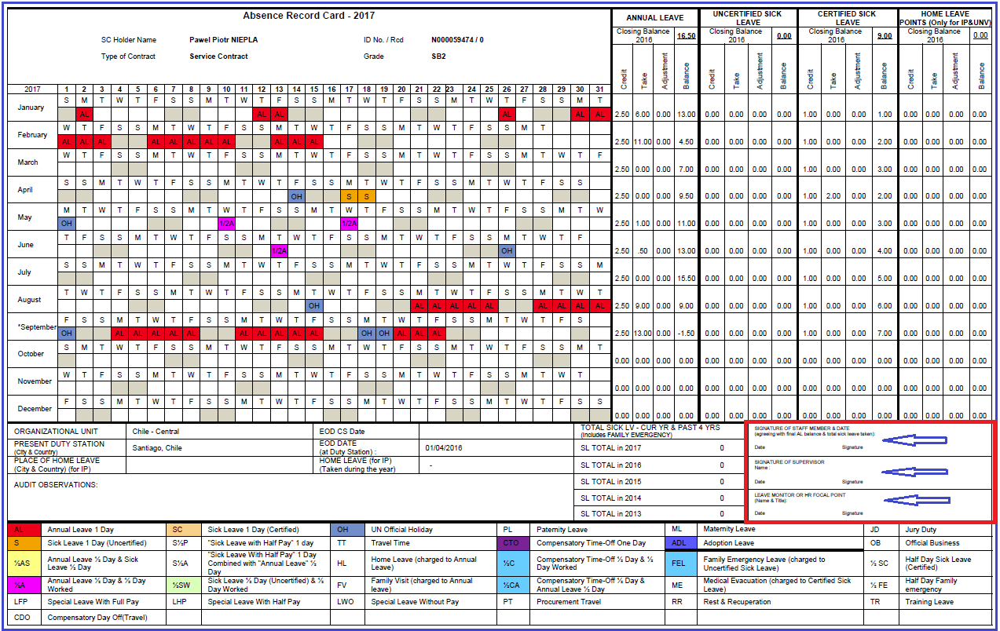 Absence Record Card - 2017
SC Holder Name Pawel Piotr NIEPLA ID No. / Rcd N000059474 / 0
Type of Contract Service Contract Grade SB2
ANNUAL LEAVE UNCERTIFIED SICK LEAVE CERTIFIED SICK LEAVE HOME LEAVE POINTS (Only for IP&UNV)
Closing Balance 2016 16.50 Closing Balance 2016 0.00 Closing Balance 2016 9.00 Closing Balance 2016 0.00
Credit Take Adjustment Balance Credit Take Adjustment Balance Credit Take Adjustment Balance Credit Take Adjustment Balance
2017 1 2 3 4 5 6 7 8 9 10 11 12 13 14 15 16 17 18 19 20 21 22 23 24 25 26 27 28 29 30 31
S M T W T F S S M T W T F S S M T W T F S S M T W T F S S M T
January AL AL AL AL AL AL 2.50 6.00 0.00 13.00 0.00 0.00 0.00 0.00 1.00 0.00 0.00 1.00 0.00 0.00 0.00 0.00
W T F S S M T W T F S S M T W T F S S M T W T F S S M T
February AL AL AL AL AL AL AL AL AL AL AL 2.50 11.00 0.00 4.50 0.00 0.00 0.00 0.00 1.00 0.00 0.00 2.00 0.00 0.00 0.00 0.00
W T F S S M T W T F S S M T W T F S S M T W T F S S M T W T F
March 2.50 0.00 0.00 7.00 0.00 0.00 0.00 0.00 1.00 0.00 0.00 3.00 0.00 0.00 0.00 0.00
S S M T W T F S S M T W T F S S M T W T F S S M T W T F S S
April OH S S 2.50 0.00 0.00 9.50 0.00 0.00 0.00 0.00 1.00 2.00 0.00 2.00 0.00 0.00 0.00 0.00
M T W T F S S M T W T F S S M T W T F S S M T W T F S S M T W
May OH 1/2A 1/2A 2.50 1.00 0.00 11.00 0.00 0.00 0.00 0.00 1.00 0.00 0.00 3.00 0.00 0.00 0.00 0.00
T F S S M T W T F S S M T W T F S S M T W T F S S M T W T F
June 1/2A OH 2.50 .50 0.00 13.00 0.00 0.00 0.00 0.00 1.00 0.00 0.00 4.00 0.00 0.00 0.00 0.00
S S M T W T F S S M T W T F S S M T W T F S S M T W T F S S M
July 2.50 0.00 0.00 15.50 0.00 0.00 0.00 0.00 1.00 0.00 0.00 5.00 0.00 0.00 0.00 0.00
T W T F S S M T W T F S S M T W T F S S M T W T F S S M T W T
August OH AL AL AL AL AL AL AL AL AL 2.50 9.00 0.00 9.00 0.00 0.00 0.00 0.00 1.00 0.00 0.00 6.00 0.00 0.00 0.00 0.00
F S S M T W T F S S M T W T F S S M T W T F S S M T W T F S
*September OH AL AL AL AL AL AL AL AL AL AL OH OH AL AL AL 2.50 13.00 0.00 -1.50 0.00 0.00 0.00 0.00 1.00 0.00 0.00 7.00 0.00 0.00 0.00 0.00
S M T W T F S S M T W T F S S M T W T F S S M T W T F S S M T
October 0.00 0.00 0.00 0.00 0.00 0.00 0.00 0.00 0.00 0.00 0.00 0.00 0.00 0.00 0.00 0.00
W T F S S M T W T F S S M T W T F S S M T W T F S S M T W T
November 0.00 0.00 0.00 0.00 0.00 0.00 0.00 0.00 0.00 0.00 0.00 0.00 0.00 0.00 0.00 0.00
F S S M T W T F S S M T W T F S S M T W T F S S M T W T F S S
December 0.00 0.00 0.00 0.00 0.00 0.00 0.00 0.00 0.00 0.00 0.00 0.00 0.00 0.00 0.00 0.00
ORGANIZATIONAL UNIT Chile - Central EOD CS Date
PRESENT DUTY STATION (City & Country) Santiago, Chile EOD DATE (at Duty Station) : 01/04/2016
PLACE OF HOME LEAVE (City & Country) (for IP) HOME LEAVE (for IP) (Taken during the year) -
AUDIT OBSERVATIONS:
TOTAL SICK LV - CUR YR & PAST 4 YRS
(Includes FAMILY EMERGENCY)
SL TOTAL in 2017 0
SL TOTAL in 2016 0
SL TOTAL in 2015 0
SL TOTAL in 2014 0
SL TOTAL in 2013 0
SIGNATURE OF STAFF MEMBER & DATE
(agreeing with final AL balance & total sick leave taken):
Date Signature
SIGNATURE OF SUPERVISOR
Name :
Date Signature
LEAVE MONITOR OR HR FOCAL POINT
(Name & Title):
Date Signature
AL Annual Leave 1 Day SC Sick Leave 1 Day (Certified) OH UN Official Holiday PL Paternity Leave ML Maternity Leave JD Jury Duty
S Sick Leave 1 Day (Uncertified) S½P "Sick Leave with Half Pay" 1 day TT Travel Time CTO Compensatory Time-Off One Day ADL Adoption Leave OB Official Business
½AS Annual Leave ½ Day & Sick Leave ½ Day S½A "Sick Leave With Half Pay" 1 Day Combined with "Annual Leave" ½ Day HL Home Leave (charged to Annual Leave) ½C Compensatory Time-Off ½ Day & ½ Day Worked FEL Family Emergency Leave (charged to Uncertified Sick Leave) ½ SC Half Day Sick Leave (Certified)
½A Annual Leave ½ Day & ½ Day Worked ½SW Sick Leave ½ Day (Uncertified) & ½ Day Worked FV Family Visit (charged to Annual leave) ½CA Compensatory Time-Off ½ Day & Annual Leave ½ Day ME Medical Evacuation (charged to Certified Sick Leave) ½ FE Half Day Family emergency
LFP Special Leave With Full Pay LHP Special Leave With Half Pay LWO Special Leave Without Pay PT Procurement Travel RR Rest & Recuperation TR Training Leave
CDO Compensatory Day Off(Travel)